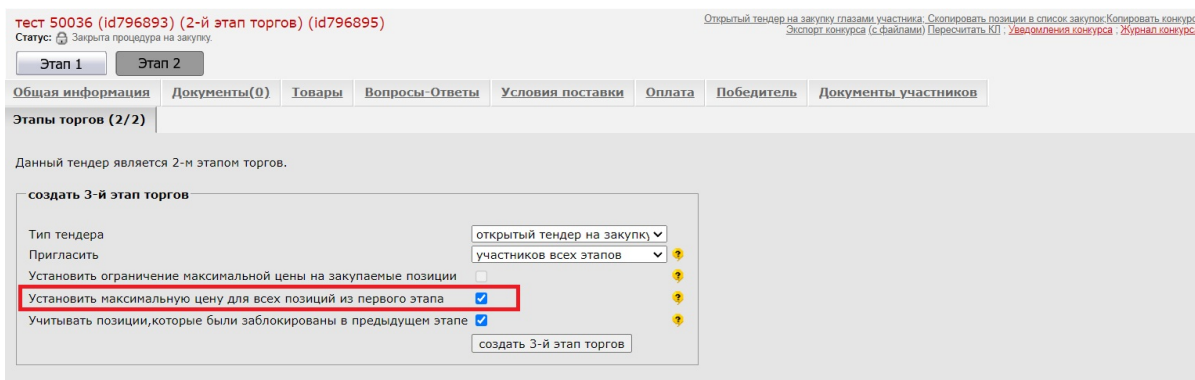 тест 50036 (id796893) (2-й этап торгов) (id796895)
Открытый тендер на закупку глазами участника; Скопировать позиции в список закупок;Копировать конкурс
Статус: Закрыта процедура на закупку.
Экспорт конкурса (с файлами) Пересчитать КЛ ; Уведомления конкурса ; Журнал конкурс
Этап 1 Этап 2
Общая информация Документы(0) Товары Вопросы-Ответы Условия поставки Оплата Победитель Документы участников
Этапы торгов (2/2)
Данный тендер является 2-м этапом торгов.
создать 3-й этап торгов
Тип тендера открытый тендер на закупку
Пригласить участников всех этапов
Установить ограничение максимальной цены на закупаемые позиции
Установить максимальную цену для всех позиций из первого этапа
Учитывать позиции,которые были заблокированы в предыдущем этапе
создать 3-й этап торгов